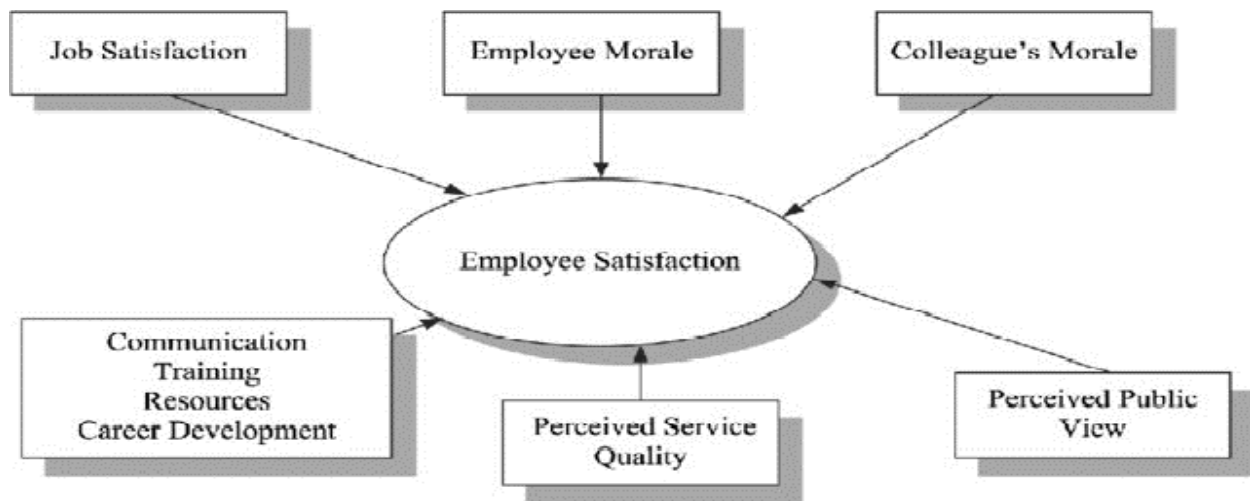 Job Satisfaction
Employee Morale
Colleague's Morale
Employee Satisfaction
Communication
Training
Resources
Career Development
Perceived Service
Quality
Perceived Public
View